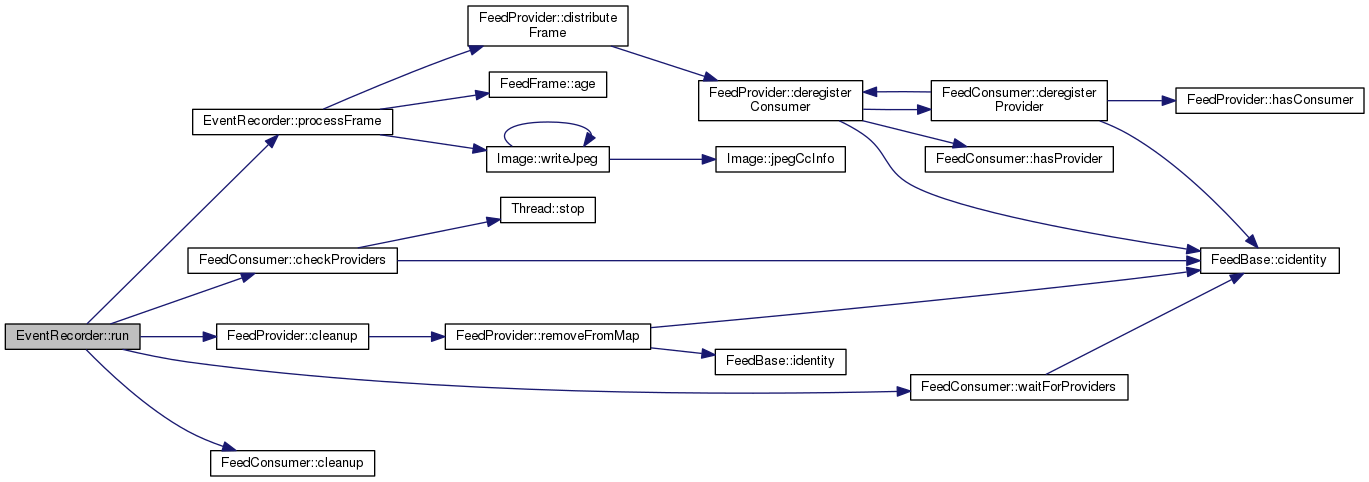 FeedProvider::distribute
Frame
FeedFrame::age
FeedProvider::deregister
Consumer
FeedConsumer::deregister
Provider
FeedProvider::hasConsumer
EventRecorder::processFrame
Image::writeJpeg
Image::jpegCcInfo
FeedConsumer::hasProvider
Thread::stop
FeedConsumer::checkProviders
FeedBase::cidentity
EventRecorder::run
FeedProvider::cleanup
FeedProvider::removeFromMap
FeedBase::identity
FeedConsumer::waitForProviders
FeedConsumer::cleanup